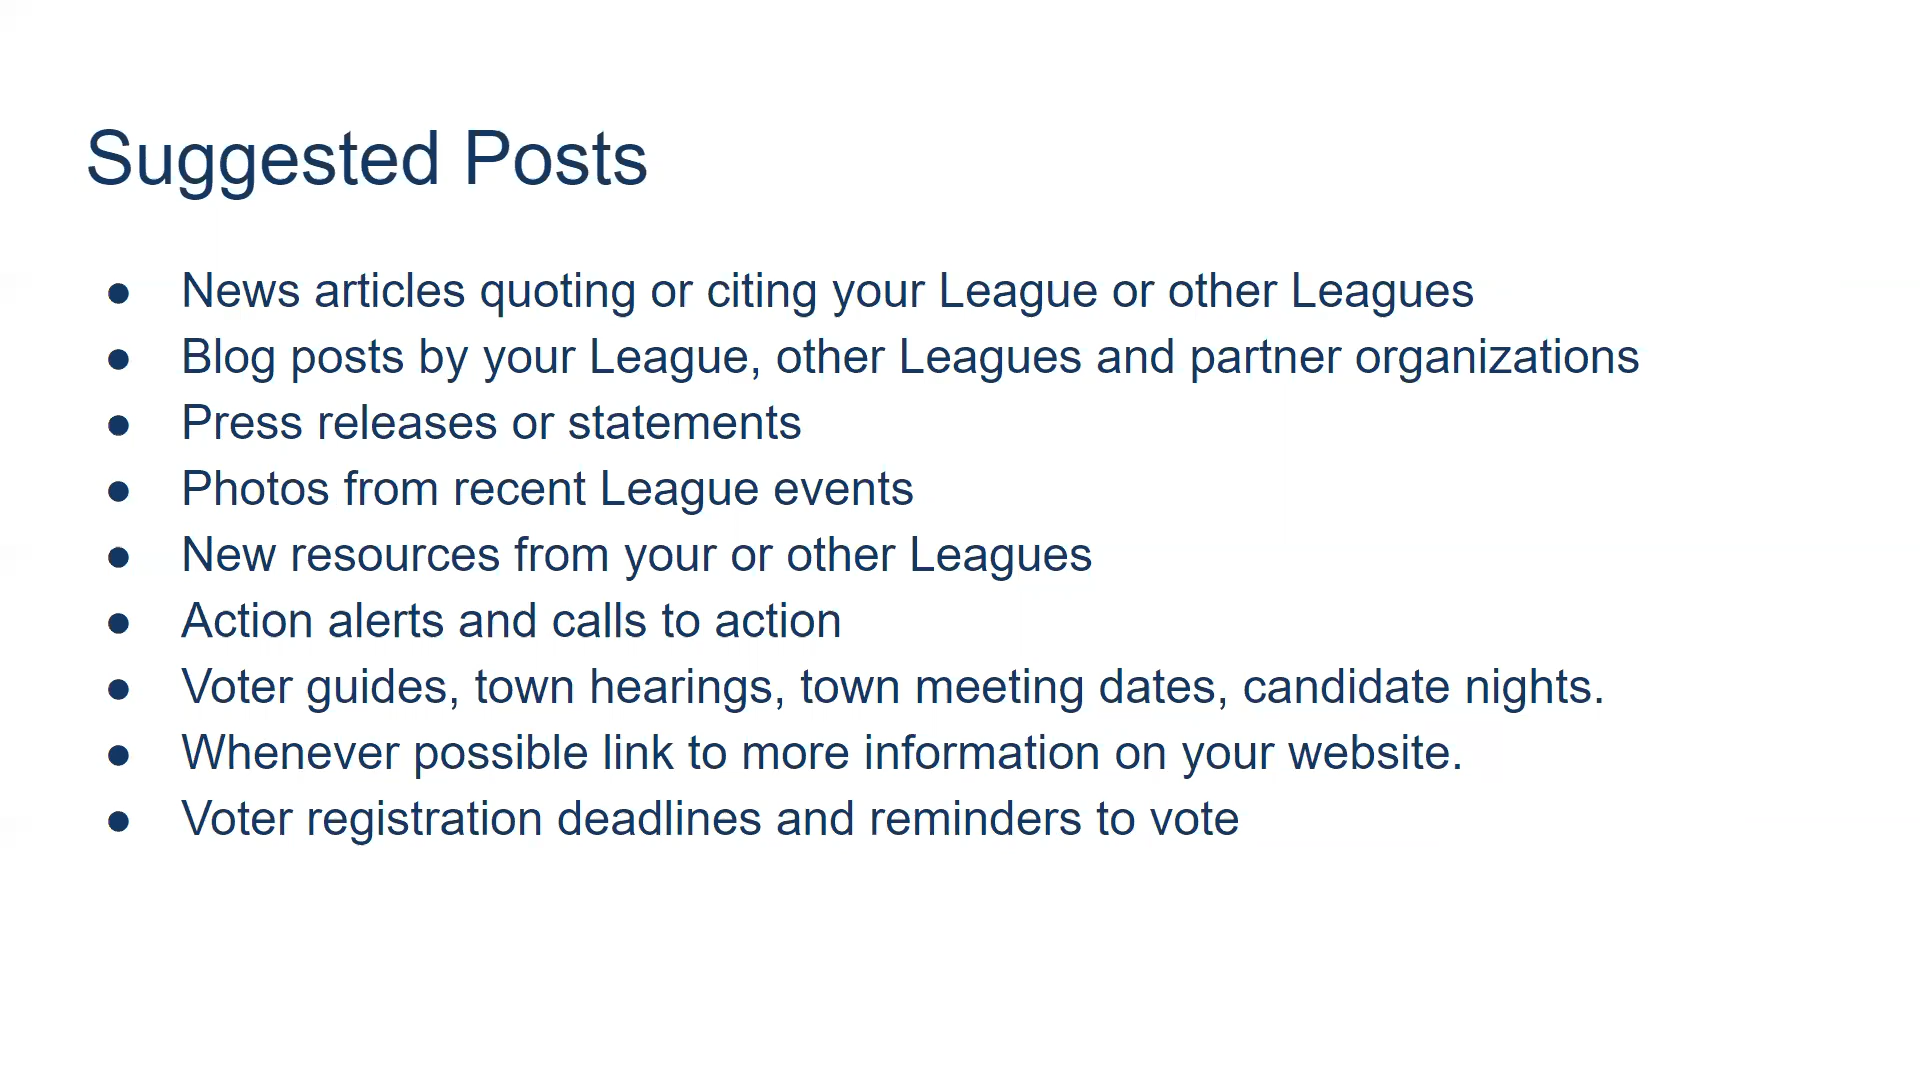 Suggested Posts
● News articles quoting or citing your League or other Leagues
● Blog posts by your League, other Leagues and partner organizations
● Press releases or statements
● Photos from recent League events
● New resources from your or other Leagues
● Action alerts and calls to action
● Voter guides, town hearings, town meeting dates, candidate nights.
● Whenever possible link to more information on your website.
● Voter registration deadlines and reminders to vote